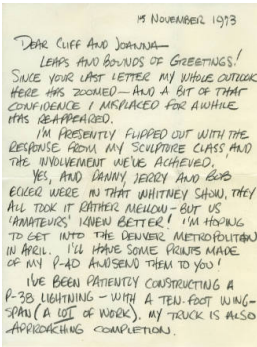 15 NOVEMBER 1973
DEAR CLIFF AND JOANNA—
LEAPS AND BOUNDS OF GREETINGS!
SINCE YOUR LAST LETTER MY WHOLE OUTLOOK
HERE HAS ZOOMED—AND A BIT OF THAT
CONFIDENCE I MISPLACED FOR AWHILE
HAS REAPPEARED.
I'M PRESENTLY FLIPPED OUT WITH THE
RESPONSE FROM MY SCULPTURE CLASS AND
THE INVOLVEMENT WE'VE ACHIEVED.
YES, AND DANNY, JERRY AND BOB
ECKER WERE IN THAT WHITNEY SHOW, THEY
ALL TOOK IT RATHER MELLOW—BUT US
'AMATEURS' KNEW BETTER! I'M HOPING
TO GET INTO THE DENVER METROPOLITAN
IN APRIL. I'LL HAVE SOME PRINTS MADE
OF MY P-40 AND SEND THEM TO YOU!
I'VE BEEN PATIENTLY CONSTRUCTING A
P-38 LIGHTNING—WITH A TEN-FOOT WING-
SPAN (A LOT OF WORK). MY TRUCK IS ALSO
APPROACHING COMPLETION.